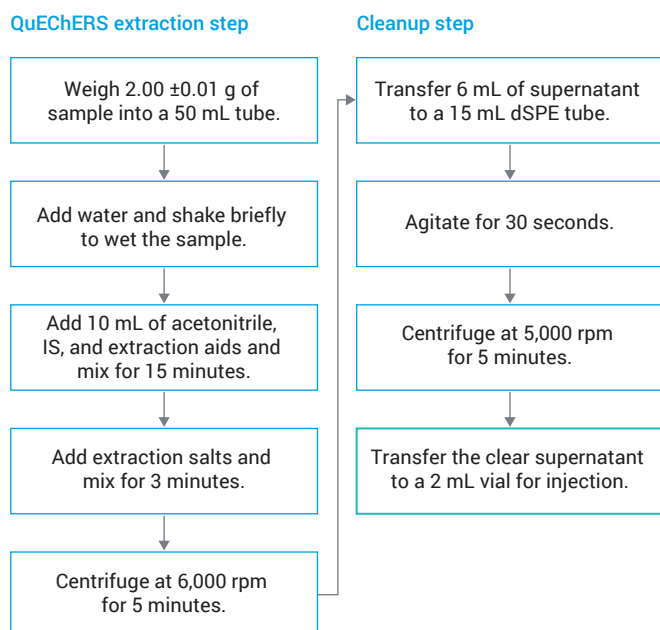 QuEChERS extraction step
Weigh 2.00 ±0.01 g of
sample into a 50 mL tube.
Add water and shake briefly
to wet the sample.
Add 10 mL of acetonitrile,
IS, and extraction aids and
mix for 15 minutes.
Add extraction salts and
mix for 3 minutes.
Centrifuge at 6,000 rpm
for 5 minutes.
Cleanup step
Transfer 6 mL of supernatant
to a 15 mL dSPE tube.
Agitate for 30 seconds.
Centrifuge at 5,000 rpm
for 5 minutes.
Transfer the clear supernatant
to a 2 mL vial for injection.